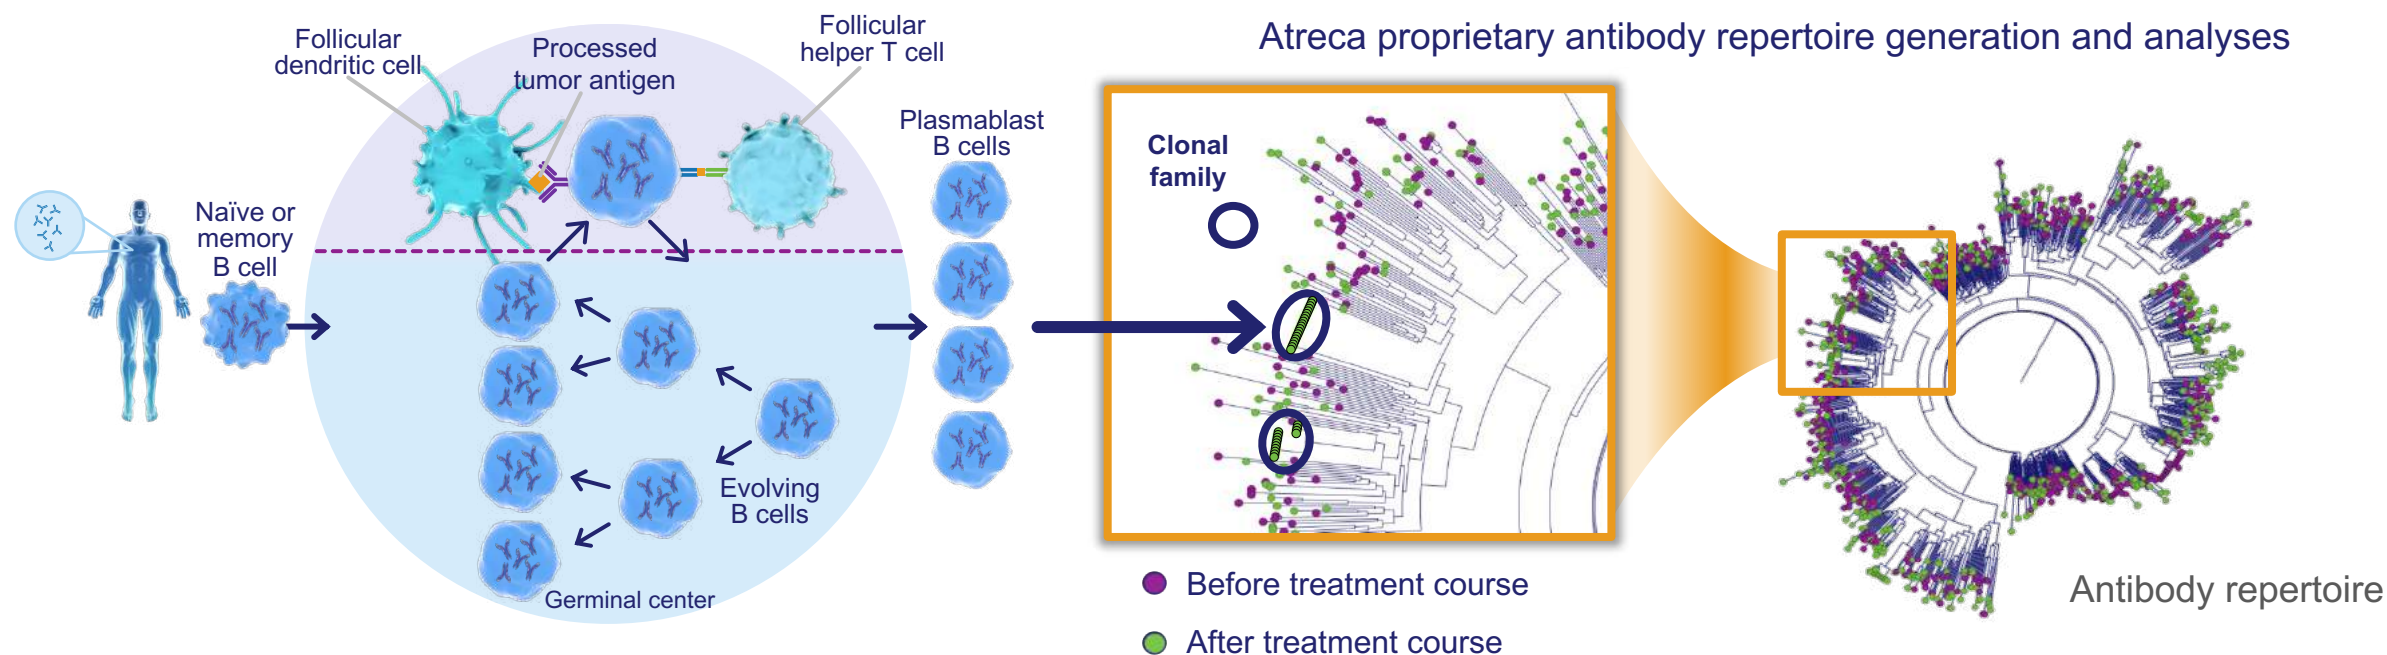 Atreca proprietary antibody repertoire generation and analyses
Follicular
dendritic cell
Processed
tumor antigen
Follicular
helper T cell
Naïve or
memory
B cell
Plasmablast
B cells
Evolving
B cells
Germinal center
Clonal
family
Before treatment course
After treatment course
Antibody repertoire